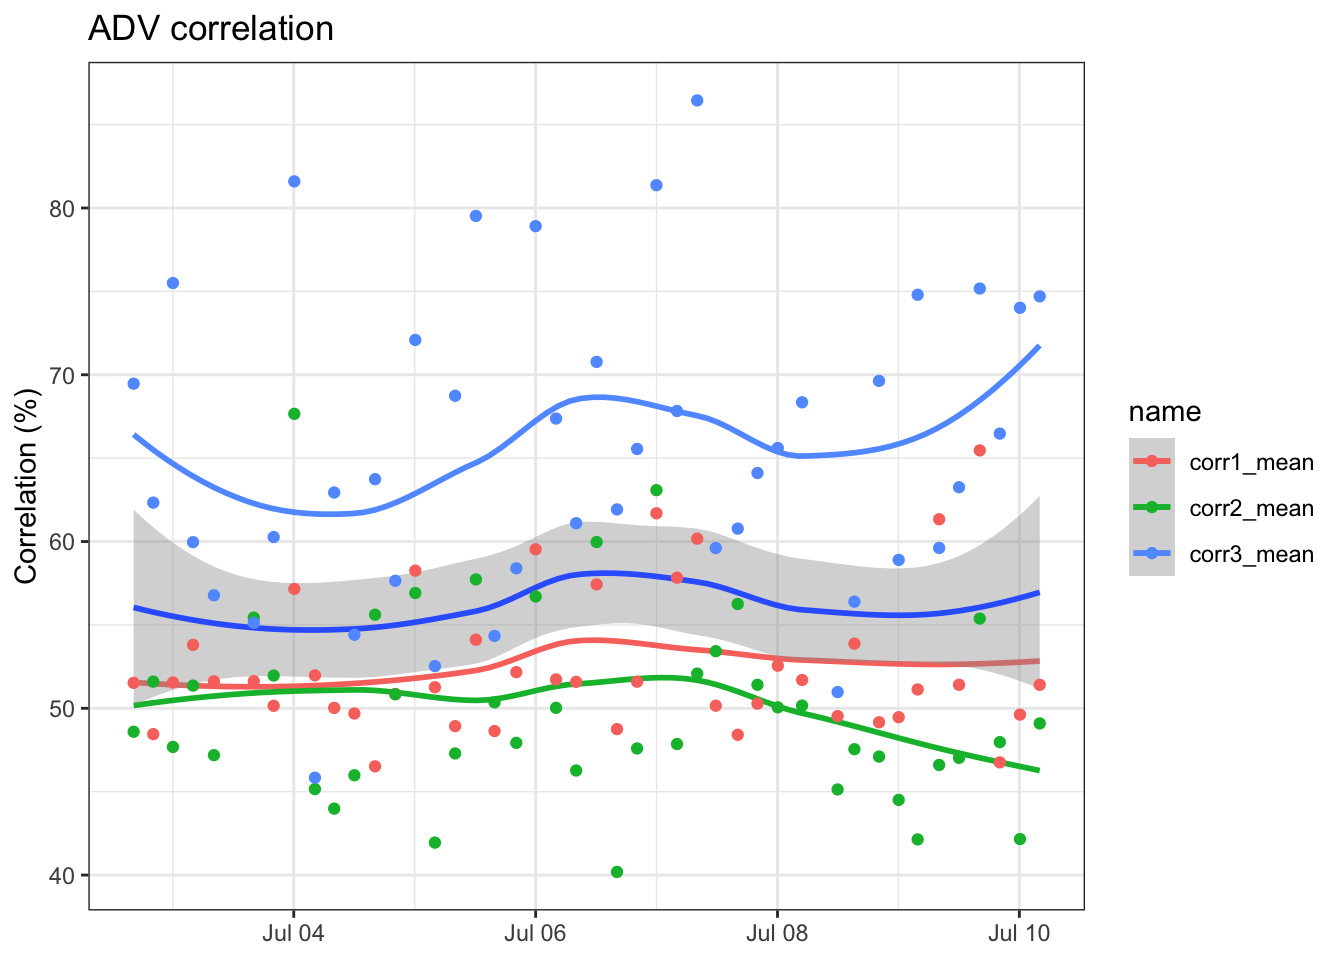 ADV correlation
Correlation (%)
80
70
60
50
40
Jul 04
Jul 06
Jul 08
Jul 10
name
corr1_mean
corr2_mean
corr3_mean